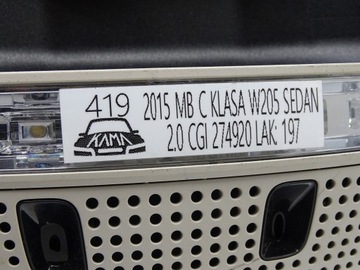 419
KAMA
2015 MB C KLASA W205 SEDAN
2.0 CGI 274920 LAK: 197